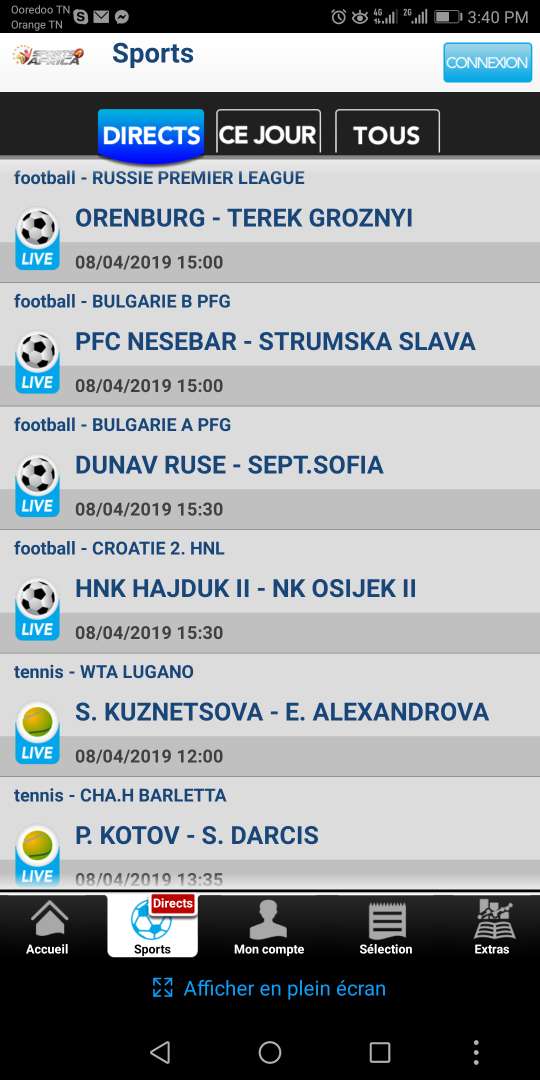 Ooredoo TN
Orange TN
4G
2G
3:40 PM
SPORTS
AFRICA
Sports
CONNEXION
DIRECTS
CE JOUR
TOUS
football - RUSSIE PREMIER LEAGUE
ORENBURG - TEREK GROZNYI
LIVE
08/04/2019 15:00
football - BULGARIE B PFG
PFC NESEBAR - STRUMSKA SLAVA
LIVE
08/04/2019 15:00
football - BULGARIE A PFG
DUNAV RUSE - SEPT.SOFIA
LIVE
08/04/2019 15:30
football - CROATIE 2. HNL
HNK HAJDUK II - NK OSIJEK II
LIVE
08/04/2019 15:30
tennis - WTA LUGANO
S. KUZNETSOVA - E. ALEXANDROVA
LIVE
08/04/2019 12:00
tennis - CHA.H BARLETTA
P. KOTOV - S. DARCIS
LIVE
08/04/2019 13:35
Directs
Accueil
Sports
Mon compte
Sélection
Extras
Afficher en plein écran